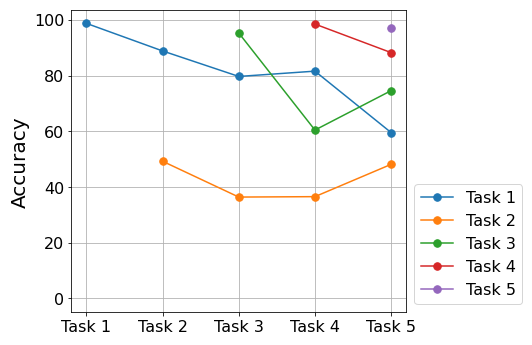 100
80
60
40
20
0
Accuracy
Task 1 Task 2 Task 3 Task 4 Task 5
Task 1
Task 2
Task 3
Task 4
Task 5